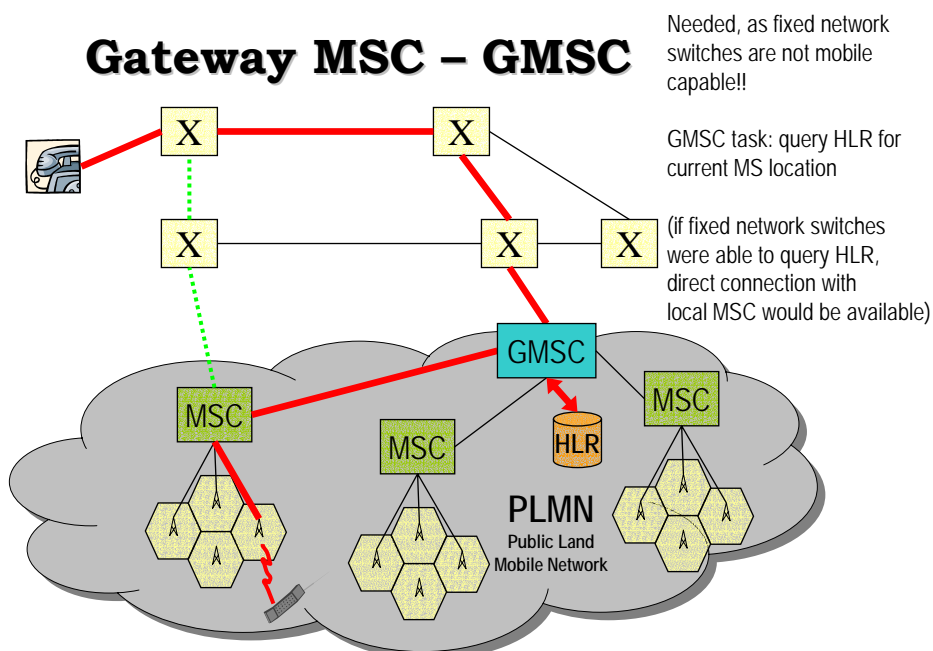 Gateway MSC – GMSC
Needed, as fixed network
switches are not mobile
capable!!
GMSC task: query HLR for
current MS location
(if fixed network switches
were able to query HLR,
direct connection with
local MSC would be available)
X
X
X
X
X
GMSC
MSC
MSC
MSC
HLR
PLMN
Public Land
Mobile Network